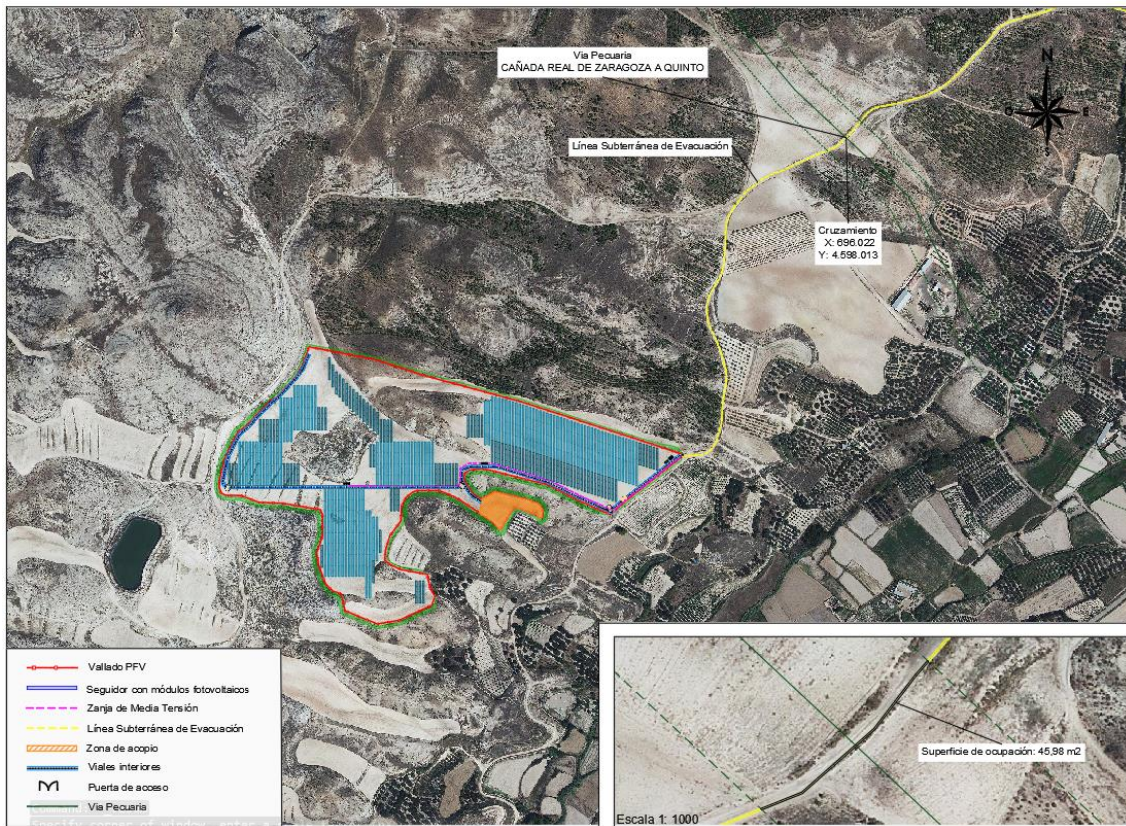 Via Pecuaria
CAÑADA REAL DE ZARAGOZA A QUINTO
N
O
E
S
Línea Subterránea de Evacuación
Cruzamiento
X: 696.022
Y: 4.598.013
Vallado PFV
Seguidor con módulos fotovoltaicos
Zanja de Media Tensión
Línea Subterránea de Evacuación
Zona de acopio
Viales interiores
Puerta de acceso
Via Pecuaria
Superficie de ocupación: 45,98 m2
Escala 1: 1000